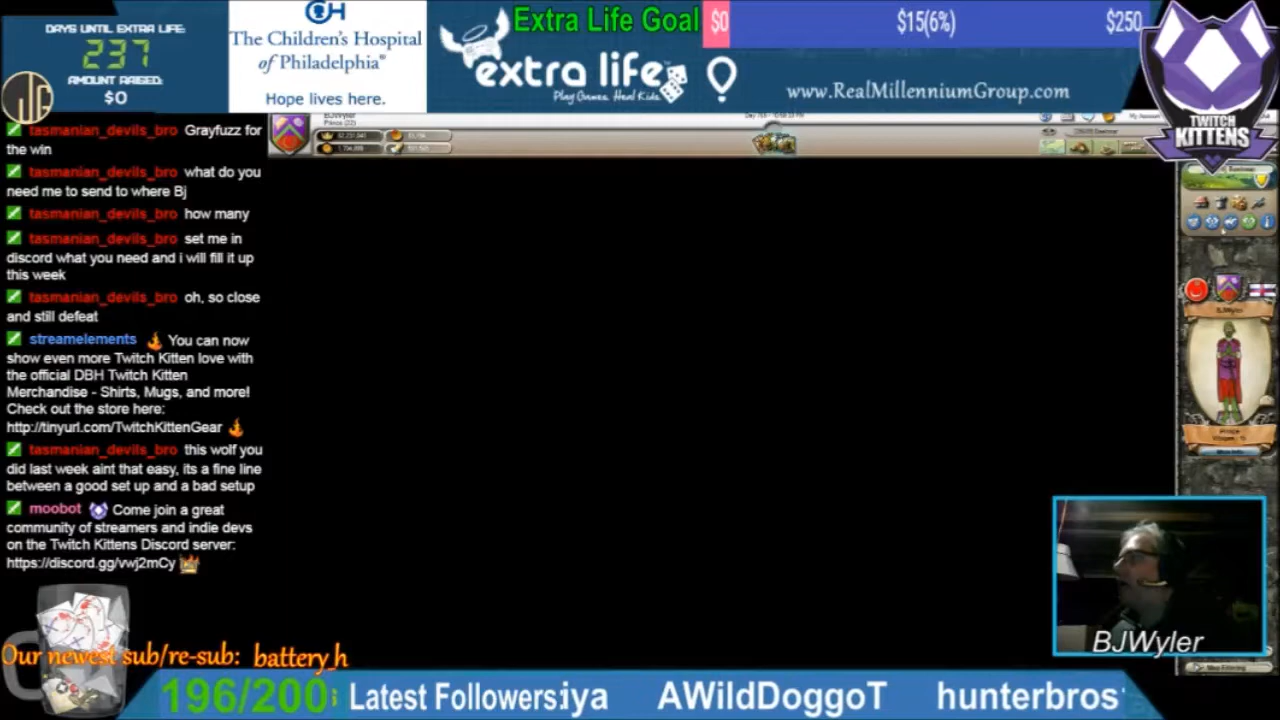 DAYS UNTIL EXTRA LIFE:
237
AMOUNT RAISED:
$0
CH
The Children's Hospital
of Philadelphia®
Hope lives here.
Extra Life Goal
$0
$15(6%)
$250
extra life
Play Games. Heal Kids.
www.RealMillenniumGroup.com
TWITCH
KITTENS
BJWyler
Prince (22)
tasmanian_devils_bro Grayfuzz for
the win
tasmanian_devils_bro what do you
need me to send to where Bj
tasmanian_devils_bro how many
tasmanian_devils_bro set me in
discord what you need and i will fill it up
this week
tasmanian_devils_bro oh, so close
and still defeat
streamelements You can now
show even more Twitch Kitten love with
the official DBH Twitch Kitten
Merchandise - Shirts, Mugs, and more!
Check out the store here:
http://tinyurl.com/TwitchKittenGear
tasmanian_devils_bro this wolf you
did last week aint that easy, its a fine line
between a good set up and a bad setup
moobot Come join a great
community of streamers and indie devs
on the Twitch Kittens Discord server:
https://discord.gg/vwj2mCy
BJWyler
Prince
BJWyler
Our newest sub/re-sub: battery_h
196/200
Latest Followers:
iya AWildDoggoT hunterbros